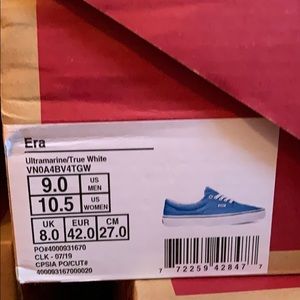 Era
Ultramarine/True White
VN0A4BV4TGW
9.0 US MEN
10.5 US WOMEN
UK EUR CM
8.0 42.0 27.0
PO#4000931670
CLK - 07/19
CPSIA PO/CUT#
400093167000020
7 72259 42847 7